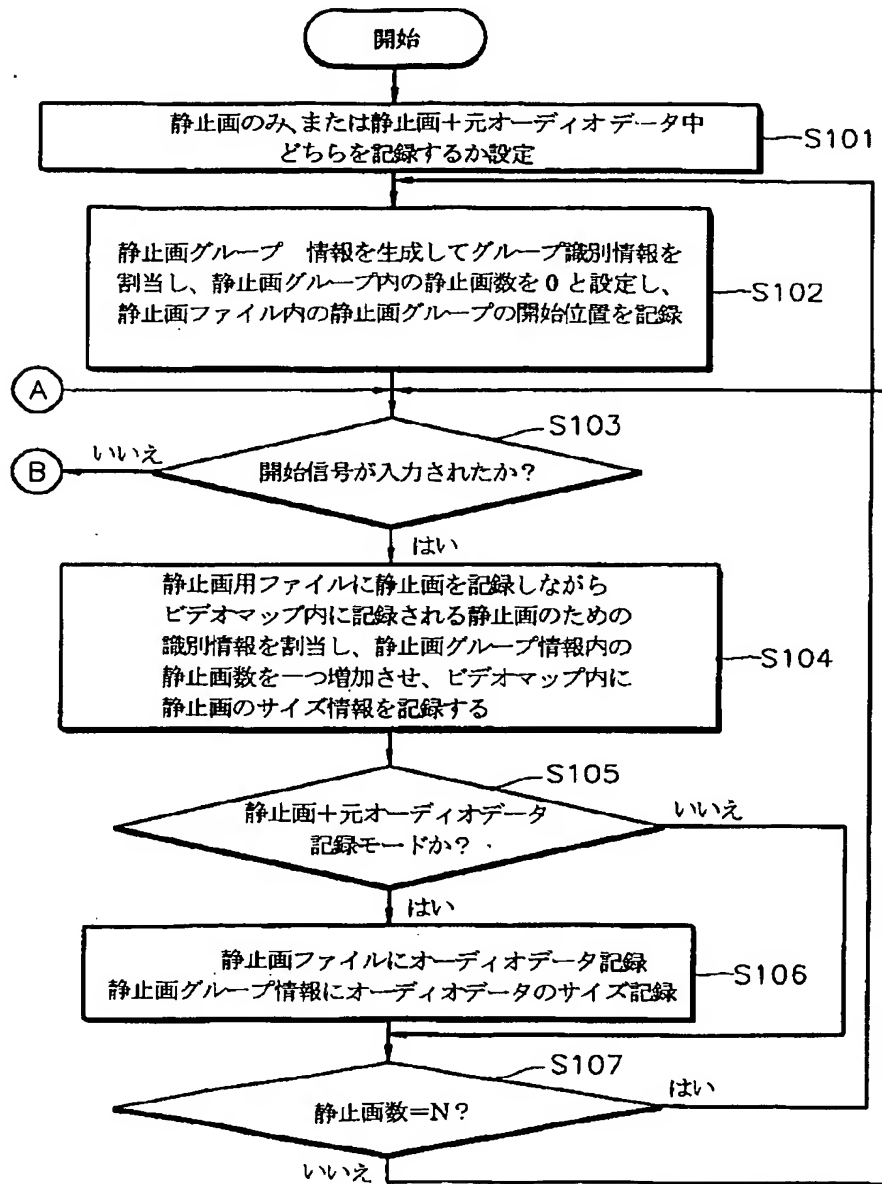 開始
静止画のみ、または静止画+元オーディオデータ中
どちらを記録するか設定
S101
静止画グループ 情報を生成してグループ識別情報を
割当し、静止画グループ内の静止画数を0と設定し、
静止画ファイル内の静止画グループの開始位置を記録
S102
A
S103
いいえ
B
開始信号が入力されたか?
はい
静止画用ファイルに静止画を記録しながら
ビデオマップ内に記録される静止画のための
識別情報を割当し、静止画グループ情報内の
静止画数を一つ増加させ、ビデオマップ内に
静止画のサイズ情報を記録する
S104
S105
静止画+元オーディオデータ
記録モードか?
いいえ
はい
静止画ファイルにオーディオデータ記録
静止画グループ情報にオーディオデータのサイズ記録
S106
S107
静止画数=N?
はい
いいえ